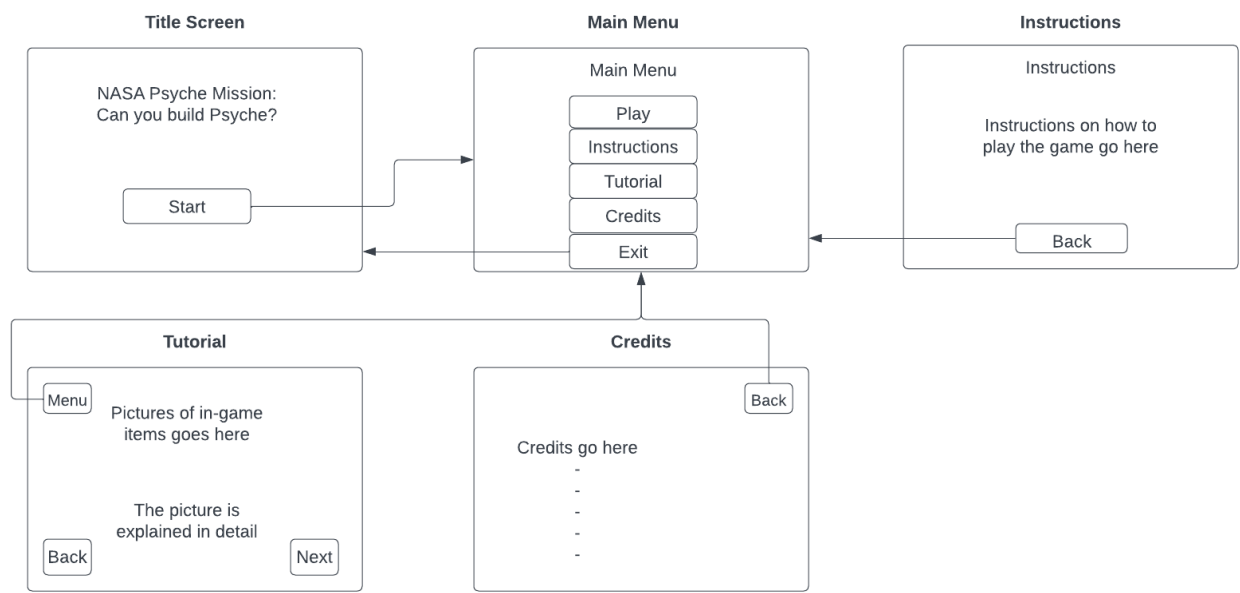 Title Screen
NASA Psyche Mission:
Can you build Psyche?
Start
Main Menu
Main Menu
Play
Instructions
Tutorial
Credits
Exit
Instructions
Instructions
Instructions on how to
play the game go here
Back
Tutorial
Menu
Pictures of in-game
items goes here
The picture is
explained in detail
Back
Next
Credits
Back
Credits go here
-
-
-
-
-